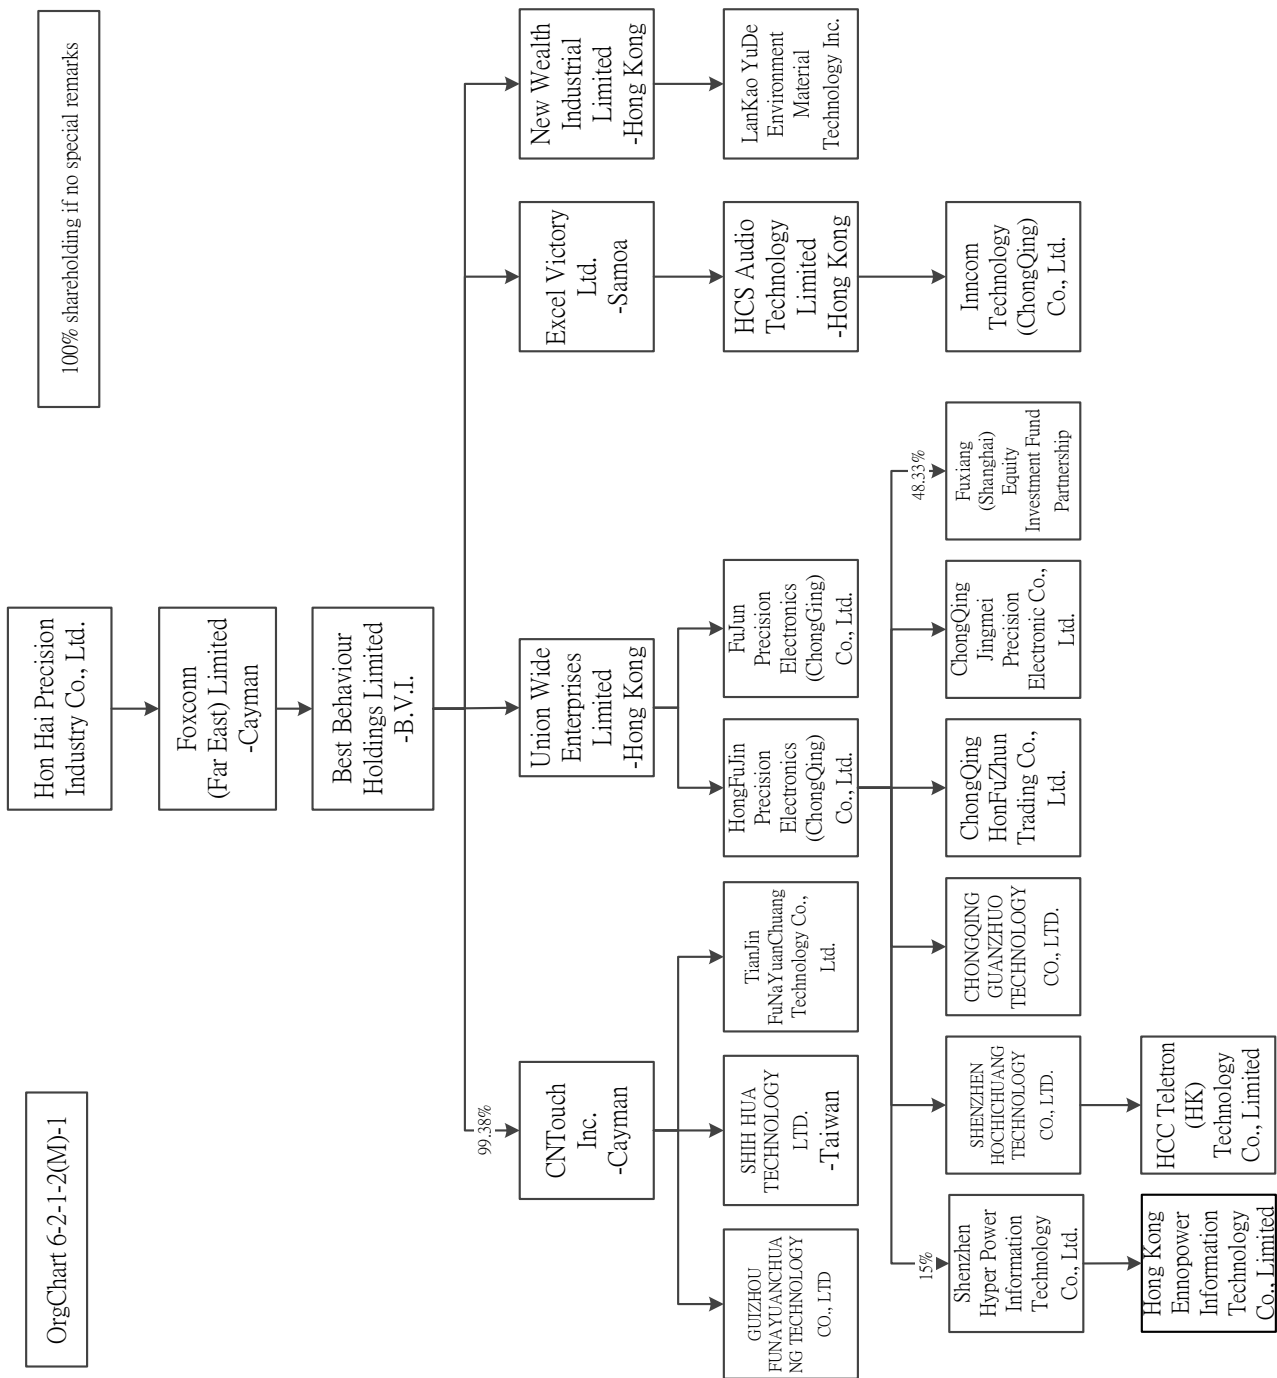 OrgChart 6-2-1-2(M)-1
100% shareholding if no special remarks
Hon Hai Precision
Industry Co., Ltd.
Foxconn
(Far East) Limited
-Cayman
Best Behaviour
Holdings Limited
-B.V.I.
99.38%
CNTouch
Inc.
-Cayman
Union Wide
Enterprises
Limited
-Hong Kong
Excel Victory
Ltd.
-Samoa
New Wealth
Industrial
Limited
-Hong Kong
GUIZHOU
FUNAYUANCHUA
NG TECHNOLOGY
CO., LTD
SHIH HUA
TECHNOLOGY
LTD.
-Taiwan
TianJin
FuNaYuanChuang
Technology Co.,
Ltd.
HongFuJin
Precision
Electronics
(ChongQing)
Co., Ltd.
FuJun
Precision
Electronics
(ChongGing)
Co., Ltd.
HCS Audio
Technology
Limited
-Hong Kong
LanKao YuDe
Environment
Material
Technology Inc.
15%
Shenzhen
Hyper Power
Information
Technology
Co., Ltd.
SHENZHEN
HOCHICHUANG
TECHNOLOGY
CO., LTD.
CHONGQING
GUANZHUO
TECHNOLOGY
CO., LTD.
ChongQing
HonFuZhun
Trading Co.,
Ltd.
ChongQing
Jingmei
Precision
Electronic Co.,
Ltd.
48.33%
Fuxiang
(Shanghai)
Equity
Investment Fund
Partnership
Inncom
Technology
(ChongQing)
Co., Ltd.
Hong Kong
Ennopower
Information
Technology
Co., Limited
HCC Teletron
(HK)
Technology
Co., Limited